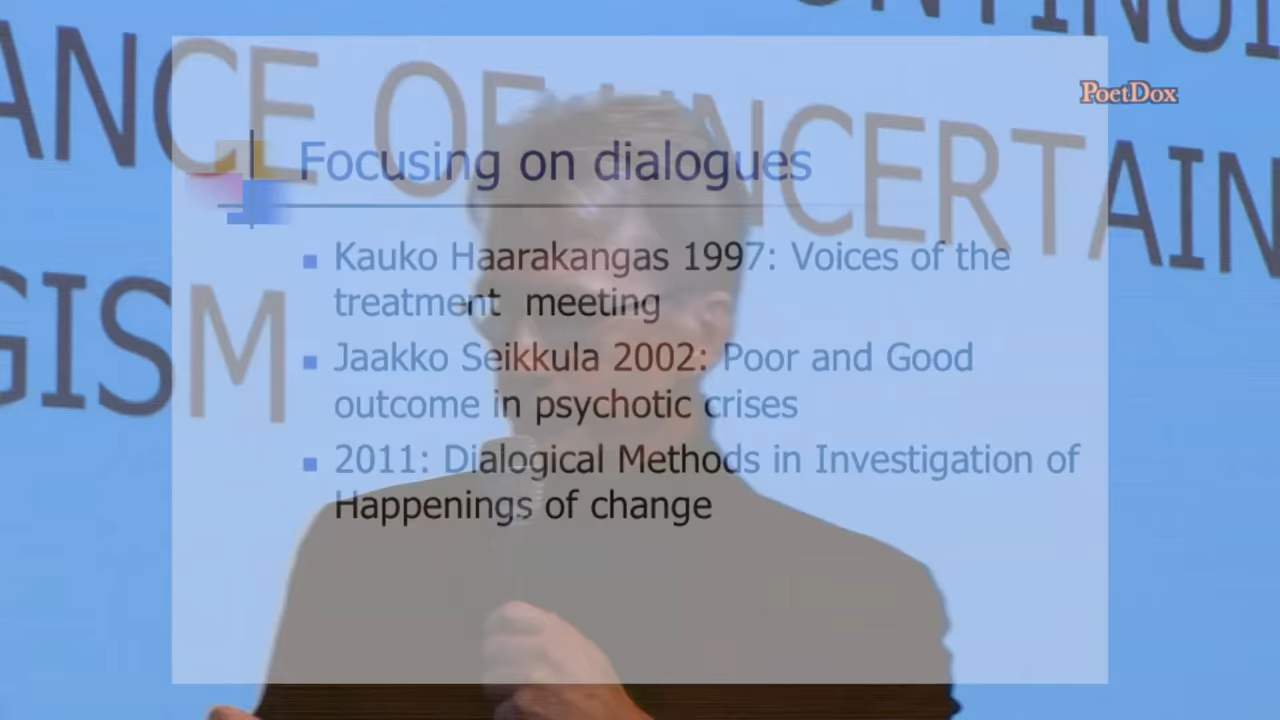 ONTINUI
ANCE OF UNCERTAIN
GISM
PoetDox
Focusing on dialogues
Kauko Haarakangas 1997: Voices of the
treatment meeting
Jaakko Seikkula 2002: Poor and Good
outcome in psychotic crises
2011: Dialogical Methods in Investigation of
Happenings of change